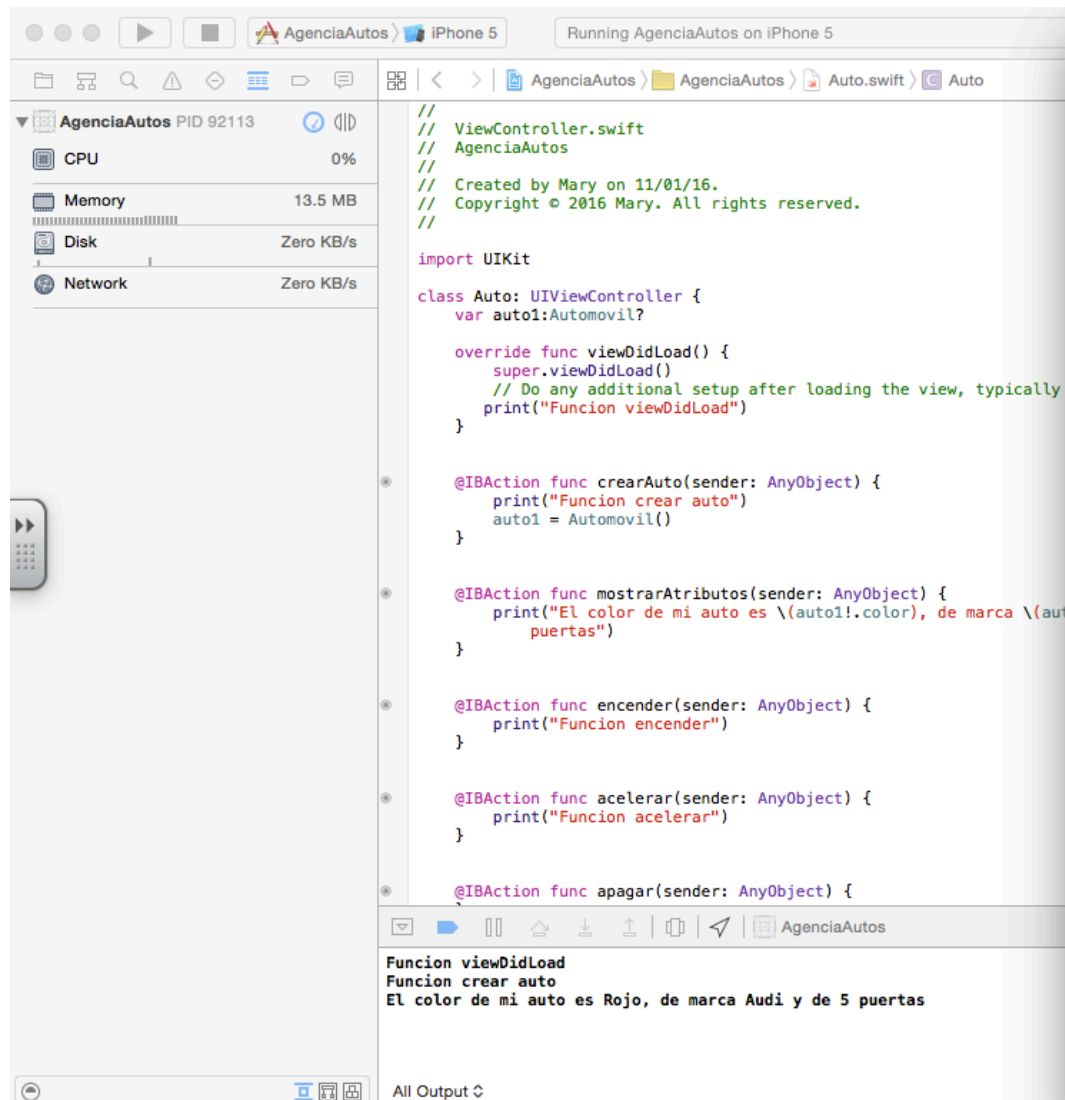 AgenciaAutos iPhone 5 Running AgenciaAutos on iPhone 5
AgenciaAutos AgenciaAutos Auto.swift C Auto
AgenciaAutos PID 92113
CPU 0%
Memory 13.5 MB
Disk Zero KB/s
Network Zero KB/s
//
// ViewController.swift
// AgenciaAutos
//
// Created by Mary on 11/01/16.
// Copyright © 2016 Mary. All rights reserved.
//
import UIKit
class Auto: UIViewController {
var auto1:Automovil?
override func viewDidLoad() {
super.viewDidLoad()
// Do any additional setup after loading the view, typically
print("Funcion viewDidLoad")
}
@IBAction func crearAuto(sender: AnyObject) {
print("Funcion crear auto")
auto1 = Automovil()
}
@IBAction func mostrarAtributos(sender: AnyObject) {
print("El color de mi auto es \(auto1!.color), de marca \(aut
puertas")
}
@IBAction func encender(sender: AnyObject) {
print("Funcion encender")
}
@IBAction func acelerar(sender: AnyObject) {
print("Funcion acelerar")
}
@IBAction func apagar(sender: AnyObject) {
AgenciaAutos
Funcion viewDidLoad
Funcion crear auto
El color de mi auto es Rojo, de marca Audi y de 5 puertas
All Output